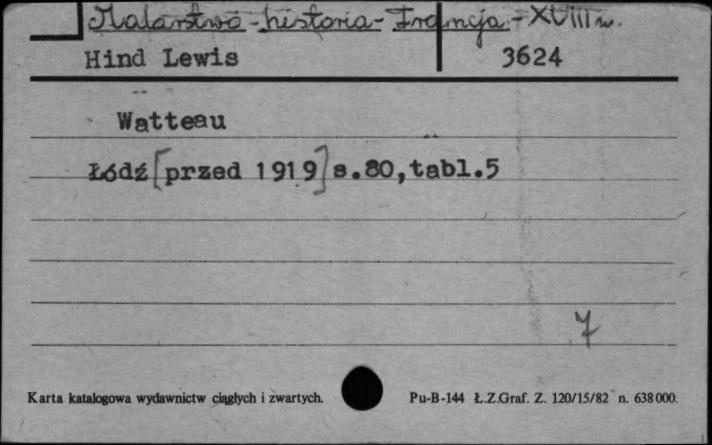 Malarstwo - historia - Francja - XVIII w.
Hind Lewis 3624
Watteau
Łódź [przed 1919] s.80, tabl.5
7
Karta katalogowa wydawnictw ciągłych i zwartych. Pu-B-144 Ł.Z.Graf. Z. 120/15/82 n. 638000.